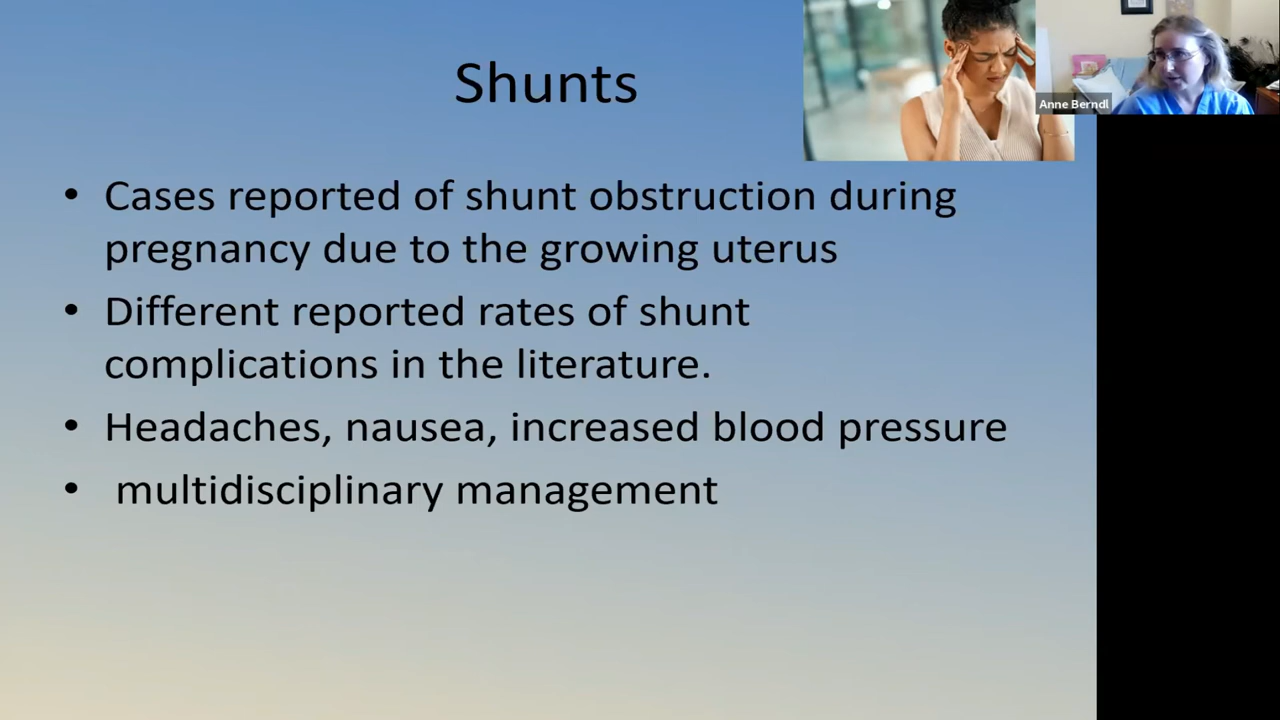 Shunts
Anne Berndl
• Cases reported of shunt obstruction during
pregnancy due to the growing uterus
• Different reported rates of shunt
complications in the literature.
• Headaches, nausea, increased blood pressure
• multidisciplinary management